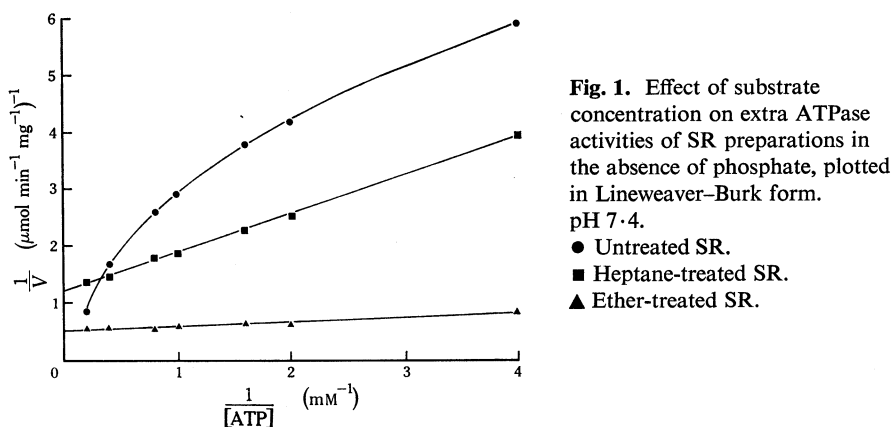 6
5
4
3
2
1
0
1
2
3
4
1/V (μmol min⁻¹ mg⁻¹)⁻¹
1/[ATP] (mM⁻¹)
Fig. 1. Effect of substrate
concentration on extra ATPase
activities of SR preparations in
the absence of phosphate, plotted
in Lineweaver–Burk form.
pH 7·4.
● Untreated SR.
■ Heptane-treated SR.
▲ Ether-treated SR.